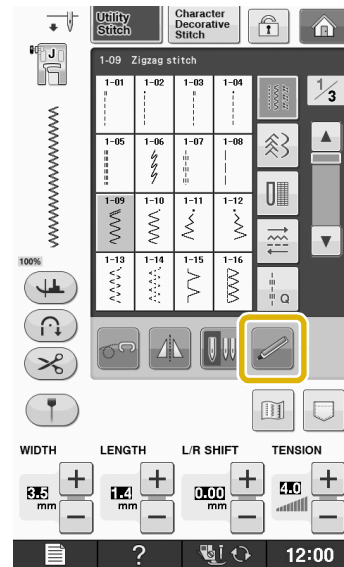 Utility
Stitch
Character
Decorative
Stitch
J
1-09 Zigzag stitch
1/3
1-01 1-02 1-03 1-04
1-05 1-06 1-07 1-08
1-09 1-10 1-11 1-12
1-13 1-14 1-15 1-16
Q
100%
WIDTH LENGTH L/R SHIFT TENSION
3.5 mm + −
1.4 mm + −
0.00 mm + −
4.0 + −
? 12:00